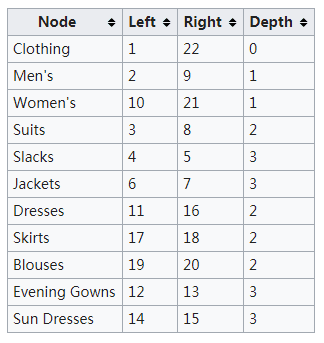 Node Left Right Depth
Clothing 1 22 0
Men's 2 9 1
Women's 10 21 1
Suits 3 8 2
Slacks 4 5 3
Jackets 6 7 3
Dresses 11 16 2
Skirts 17 18 2
Blouses 19 20 2
Evening Gowns 12 13 3
Sun Dresses 14 15 3